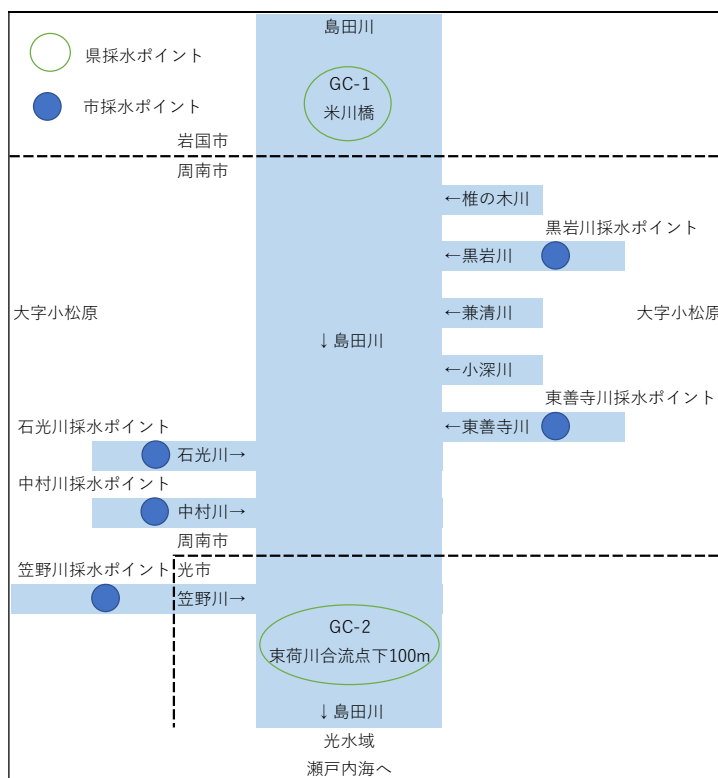 島田川
県採水ポイント
GC-1
米川橋
市採水ポイント
岩国市
周南市
←椎の木川
黒岩川採水ポイント
←黒岩川
大字小松原
←兼清川
大字小松原
↓島田川
←小深川
東善寺川採水ポイント
石光川採水ポイント
←東善寺川
石光川→
中村川採水ポイント
中村川→
周南市
笠野川採水ポイント
光市
笠野川→
GC-2
束荷川合流点下100m
↓島田川
光水域
瀬戸内海へ